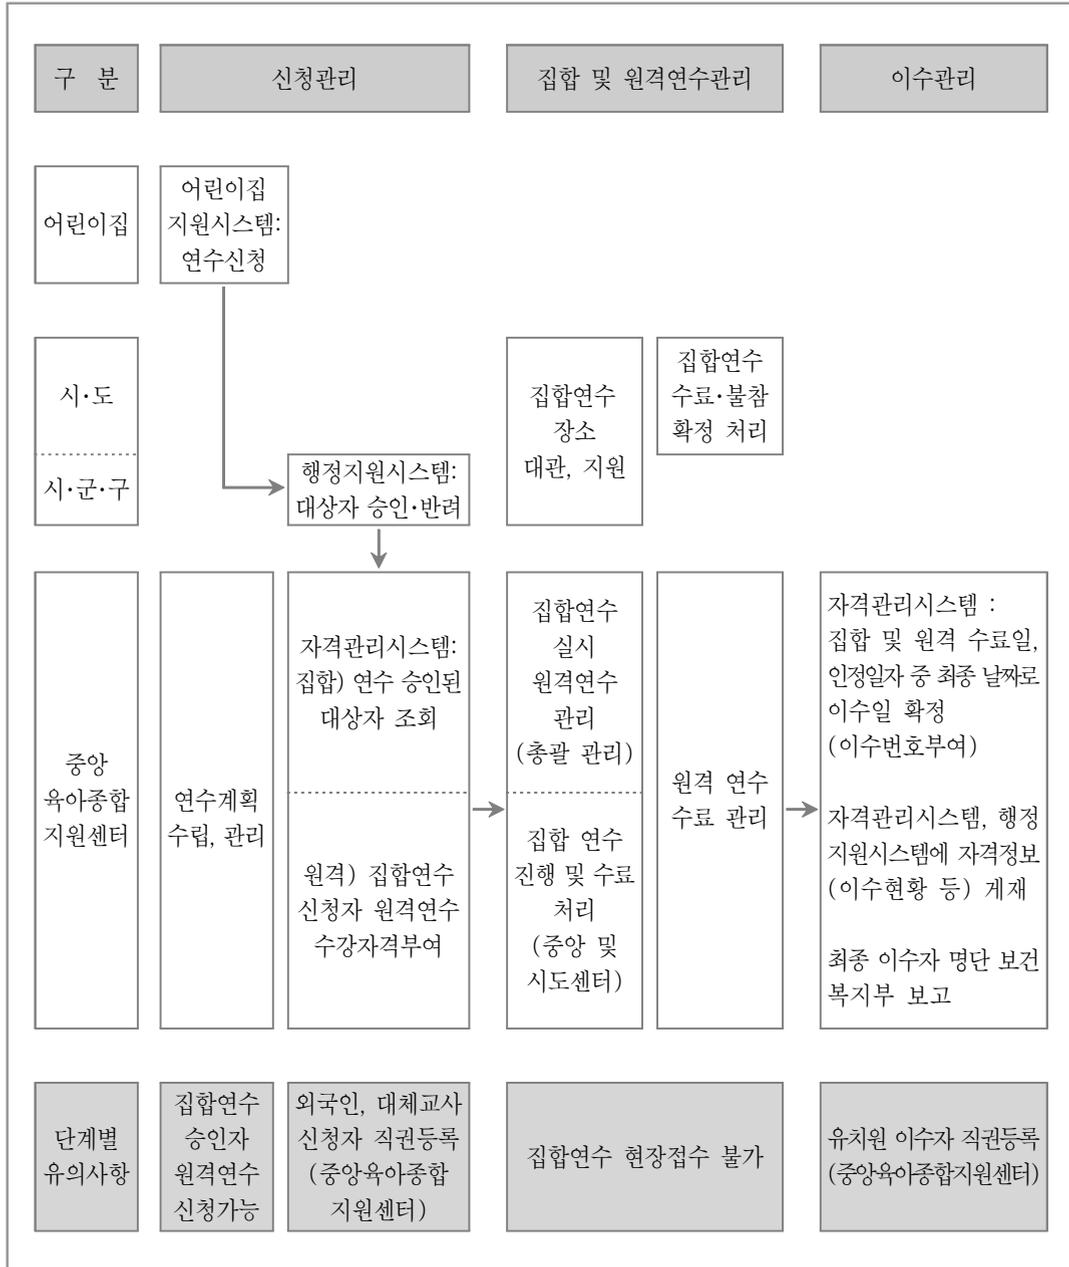 구 분
신청관리
집합 및 원격연수관리
이수관리
어린이집
어린이집
지원시스템:
연수신청
시·도
시·군·구
행정지원시스템:
대상자 승인·반려
집합연수
장소
대관, 지원
집합연수
수료·불참
확정 처리
중앙
육아종합
지원센터
연수계획
수립, 관리
자격관리시스템:
집합) 연수 승인된
대상자 조회
원격) 집합연수
신청자 원격연수
수강자격부여
집합연수
실시
원격연수
관리
(총괄 관리)
집합 연수
진행 및 수료
처리
(중앙 및
시도센터)
원격 연수
수료 관리
자격관리시스템 :
집합 및 원격 수료일,
인정일자 중 최종 날짜로
이수일 확정
(이수번호부여)
자격관리시스템, 행정
지원시스템에 자격정보
(이수현황 등) 게재
최종 이수자 명단 보건
복지부 보고
단계별
유의사항
집합연수
승인자
원격연수
신청가능
외국인, 대체교사
신청자 직권등록
(중앙육아종합
지원센터)
집합연수 현장접수 불가
유치원 이수자 직권등록
(중앙육아종합지원센터)